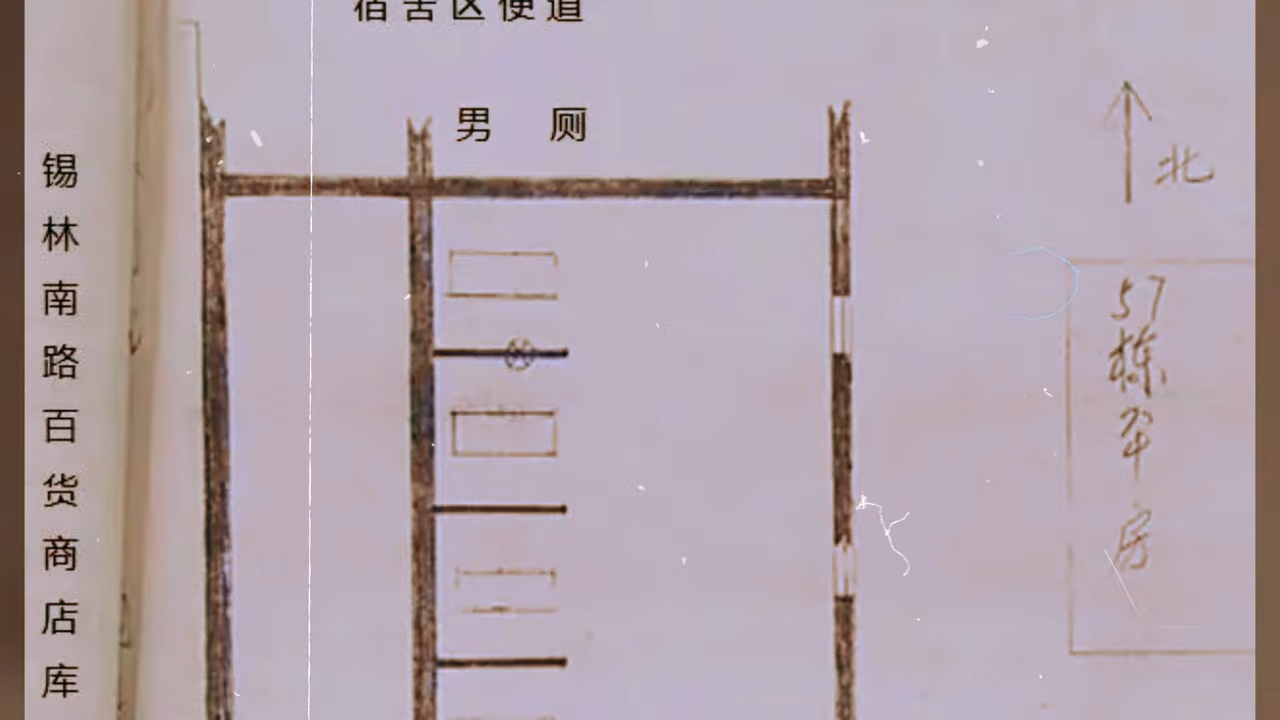 宿舍区便道
男 厕
锡林南路百货商店库
北
57栋平房